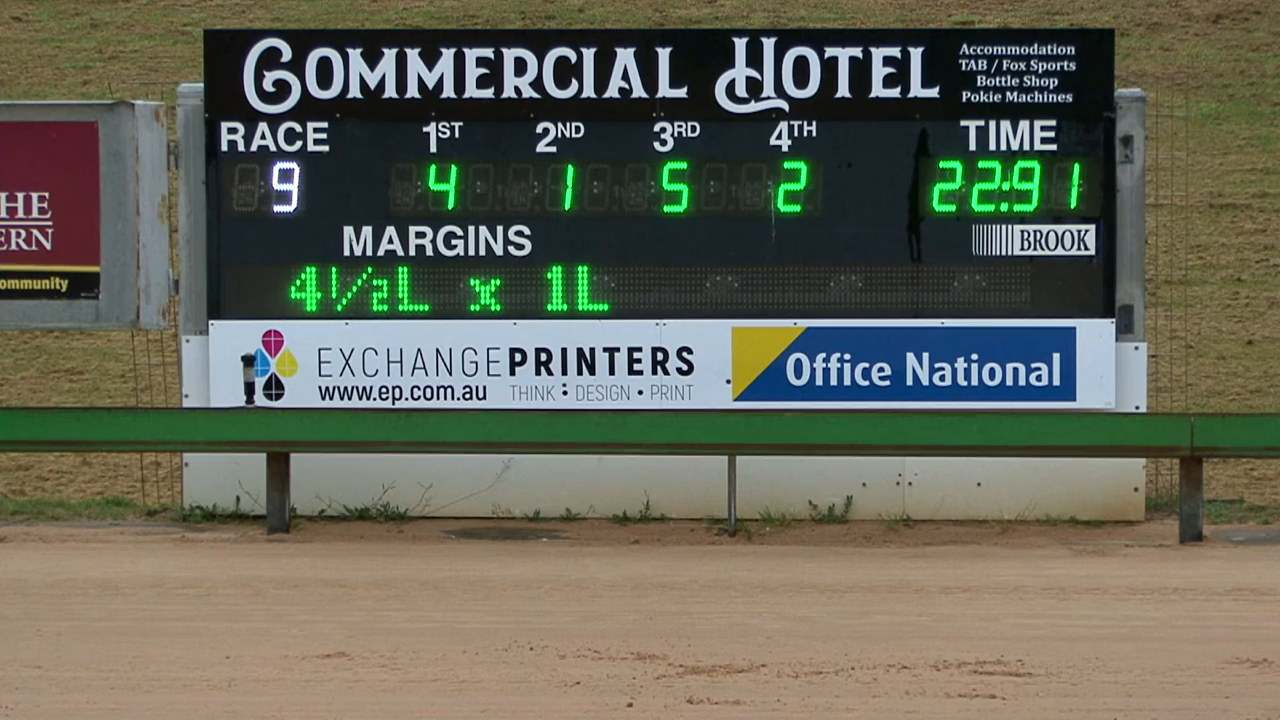 COMMERCIAL HOTEL
Accommodation
TAB / Fox Sports
Bottle Shop
Pokie Machines
RACE 1ST 2ND 3RD 4TH TIME
9 4 1 5 2 22:91
MARGINS
BROOK
4½L x 1L
HE
ERN
ommunity
EXCHANGEPRINTERS
www.ep.com.au THINK • DESIGN • PRINT
Office National